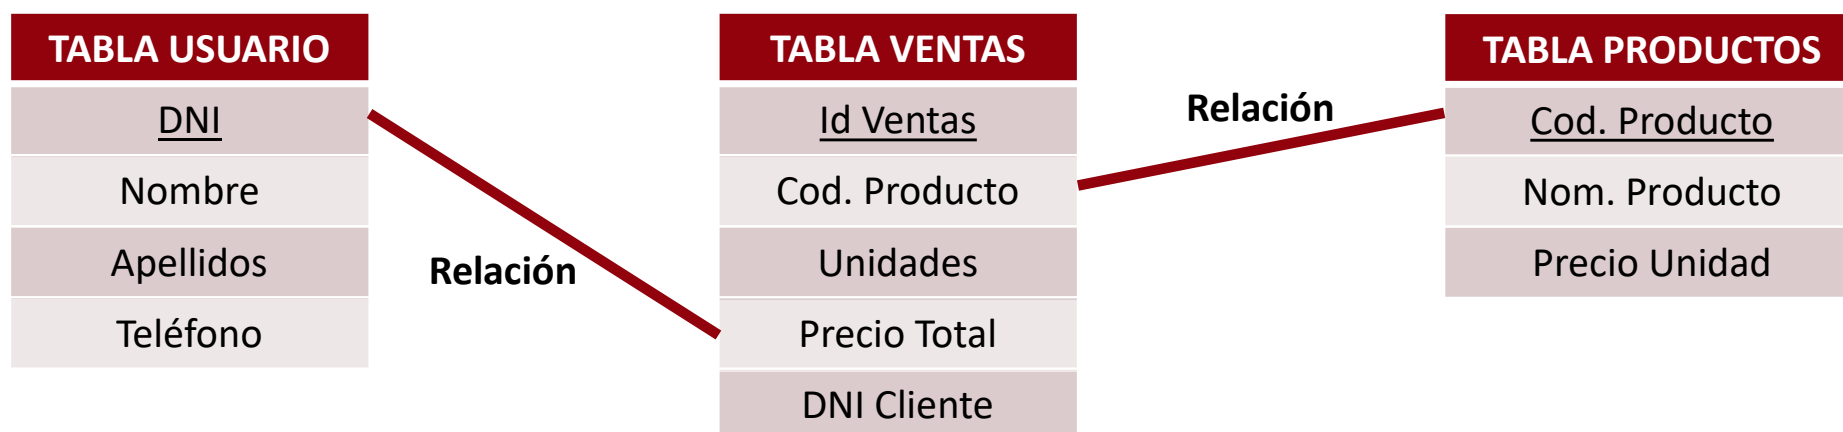 TABLA USUARIO
DNI
Nombre
Apellidos
Teléfono
Relación
TABLA VENTAS
Id Ventas
Cod. Producto
Unidades
Precio Total
DNI Cliente
Relación
TABLA PRODUCTOS
Cod. Producto
Nom. Producto
Precio Unidad